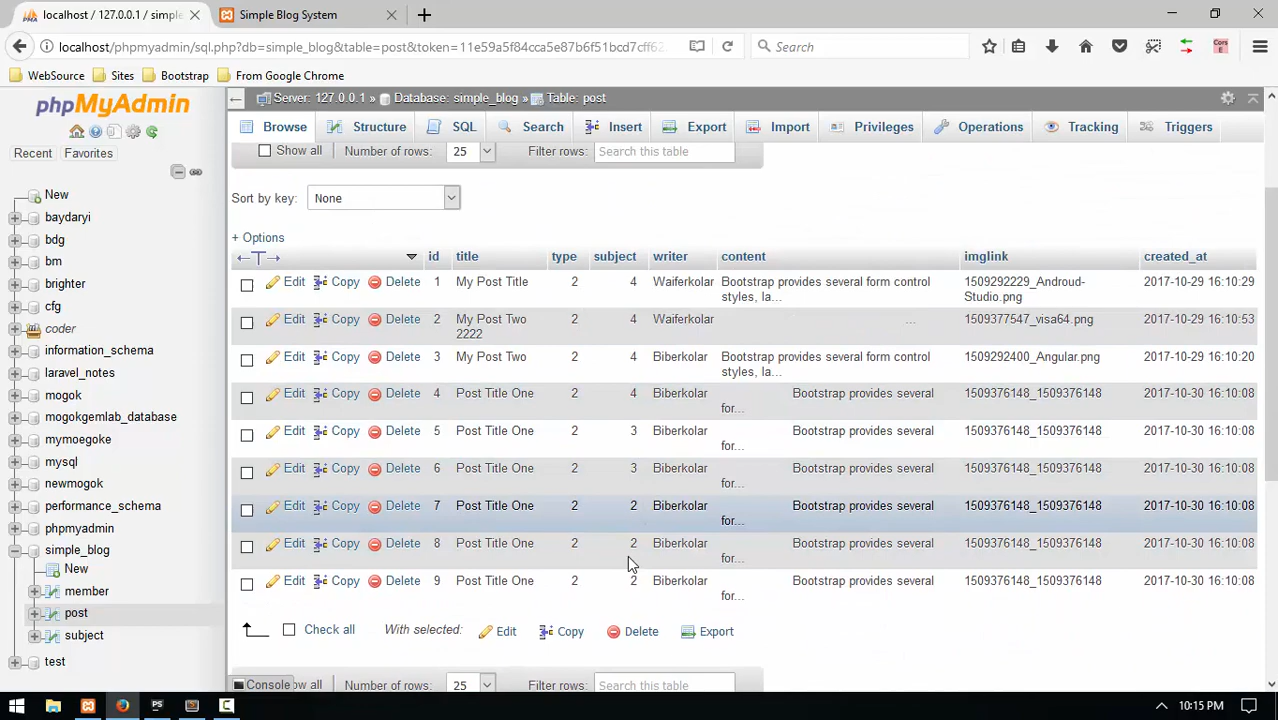 localhost / 127.0.0.1 / simple
Simple Blog System
localhost/phpmyadmin/sql.php?db=simple_blog&table=post&token=11e59a5f84cca5e87b6f51bcd7cff62
Search
WebSource
Sites
Bootstrap
From Google Chrome
phpMyAdmin
Recent
Favorites
New
baydaryi
bdg
bm
brighter
cfg
coder
information_schema
laravel_notes
mogok
mogokgemlab_database
mymoegoke
mysql
newmogok
performance_schema
phpmyadmin
simple_blog
New
member
post
subject
test
Server: 127.0.0.1 » Database: simple_blog » Table: post
Browse Structure SQL Search Insert Export Import Privileges Operations Tracking Triggers
Show all Number of rows: 25 Filter rows: Search this table
Sort by key: None
+ Options
←T→ id title type subject writer content imglink created_at
Edit Copy Delete 1 My Post Title 2 4 Waiferkolar Bootstrap provides several form control 1509292229_Androud- 2017-10-29 16:10:29
styles, la... Studio.png
Edit Copy Delete 2 My Post Two 2 4 Waiferkolar ... 1509377547_visa64.png 2017-10-29 16:10:53
2222
Edit Copy Delete 3 My Post Two 2 4 Biberkolar Bootstrap provides several form control 1509292400_Angular.png 2017-10-29 16:10:20
styles, la...
Edit Copy Delete 4 Post Title One 2 4 Biberkolar Bootstrap provides several 1509376148_1509376148 2017-10-30 16:10:08
for...
Edit Copy Delete 5 Post Title One 2 3 Biberkolar Bootstrap provides several 1509376148_1509376148 2017-10-30 16:10:08
for...
Edit Copy Delete 6 Post Title One 2 3 Biberkolar Bootstrap provides several 1509376148_1509376148 2017-10-30 16:10:08
for...
Edit Copy Delete 7 Post Title One 2 2 Biberkolar Bootstrap provides several 1509376148_1509376148 2017-10-30 16:10:08
for...
Edit Copy Delete 8 Post Title One 2 2 Biberkolar Bootstrap provides several 1509376148_1509376148 2017-10-30 16:10:08
for...
Edit Copy Delete 9 Post Title One 2 2 Biberkolar Bootstrap provides several 1509376148_1509376148 2017-10-30 16:10:08
for...
Check all With selected: Edit Copy Delete Export
Console ow all Number of rows: 25 Filter rows: Search this table
10:15 PM